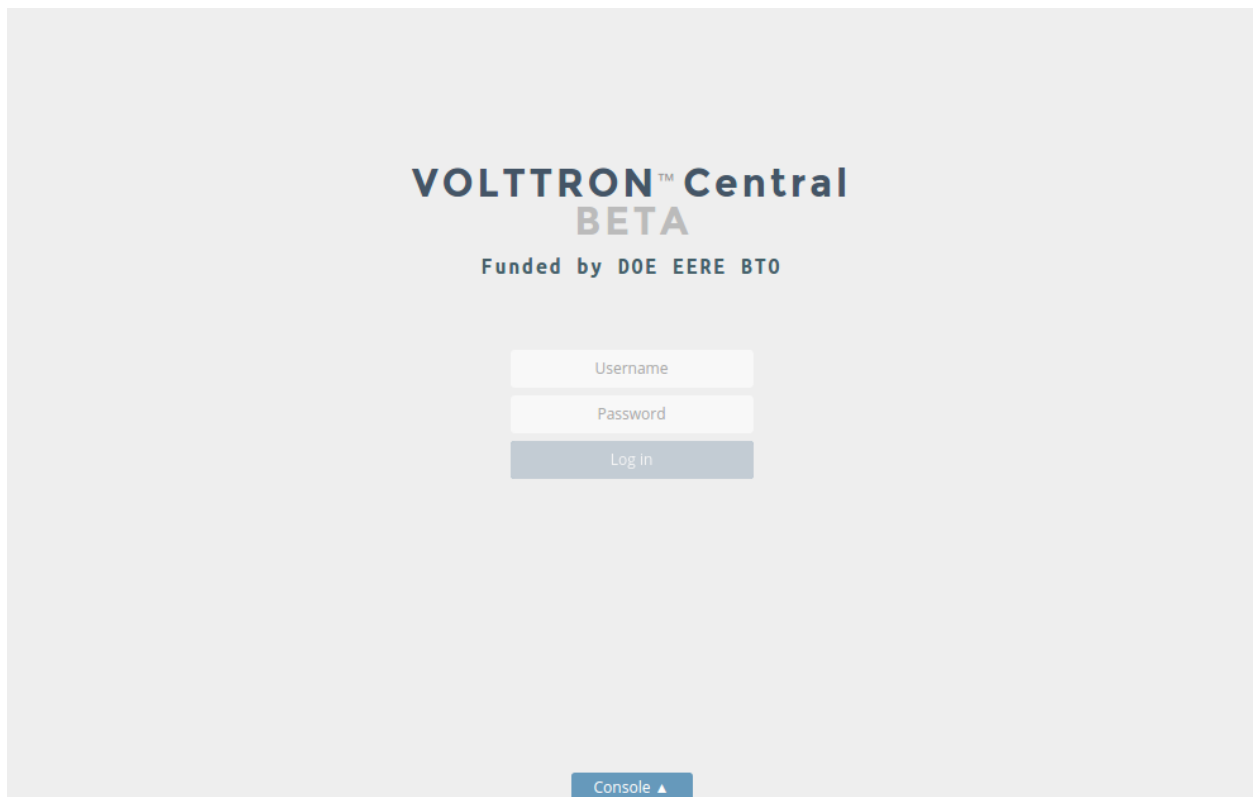 VOLTTRON™ Central
BETA
Funded by DOE EERE BTO
Username
Password
Log in
Console ▲